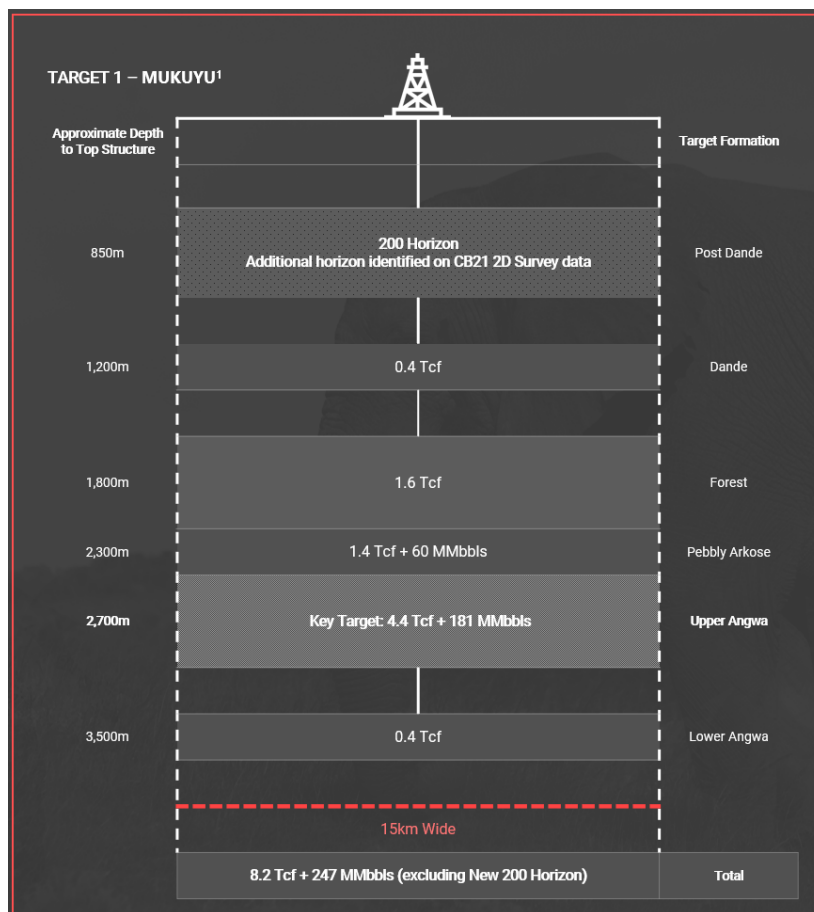 TARGET 1 – MUKUYU¹
Approximate Depth
to Top Structure
Target Formation
850m
200 Horizon
Additional horizon identified on CB21 2D Survey data
Post Dande
1,200m
0.4 Tcf
Dande
1,800m
1.6 Tcf
Forest
2,300m
1.4 Tcf + 60 MMbbls
Pebbly Arkose
2,700m
Key Target: 4.4 Tcf + 181 MMbbls
Upper Angwa
3,500m
0.4 Tcf
Lower Angwa
15km Wide
8.2 Tcf + 247 MMbbls (excluding New 200 Horizon)
Total